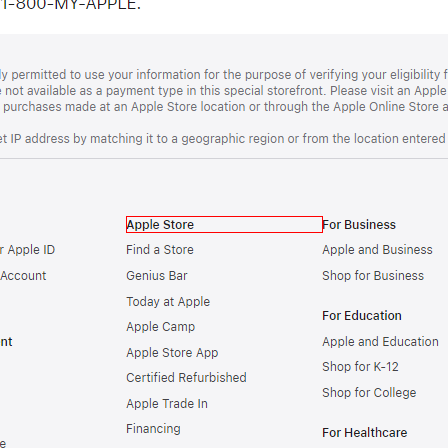 1-800-MY-APPLE.
ly permitted to use your information for the purpose of verifying your eligibility f
not available as a payment type in this special storefront. Please visit an Apple
purchases made at an Apple Store location or through the Apple Online Store a
et IP address by matching it to a geographic region or from the location entered
Apple Store
Find a Store
Genius Bar
Today at Apple
Apple Camp
Apple Store App
Certified Refurbished
Apple Trade In
Financing
For Business
Apple and Business
Shop for Business
For Education
Apple and Education
Shop for K-12
Shop for College
For Healthcare
r Apple ID
Account
nt
e